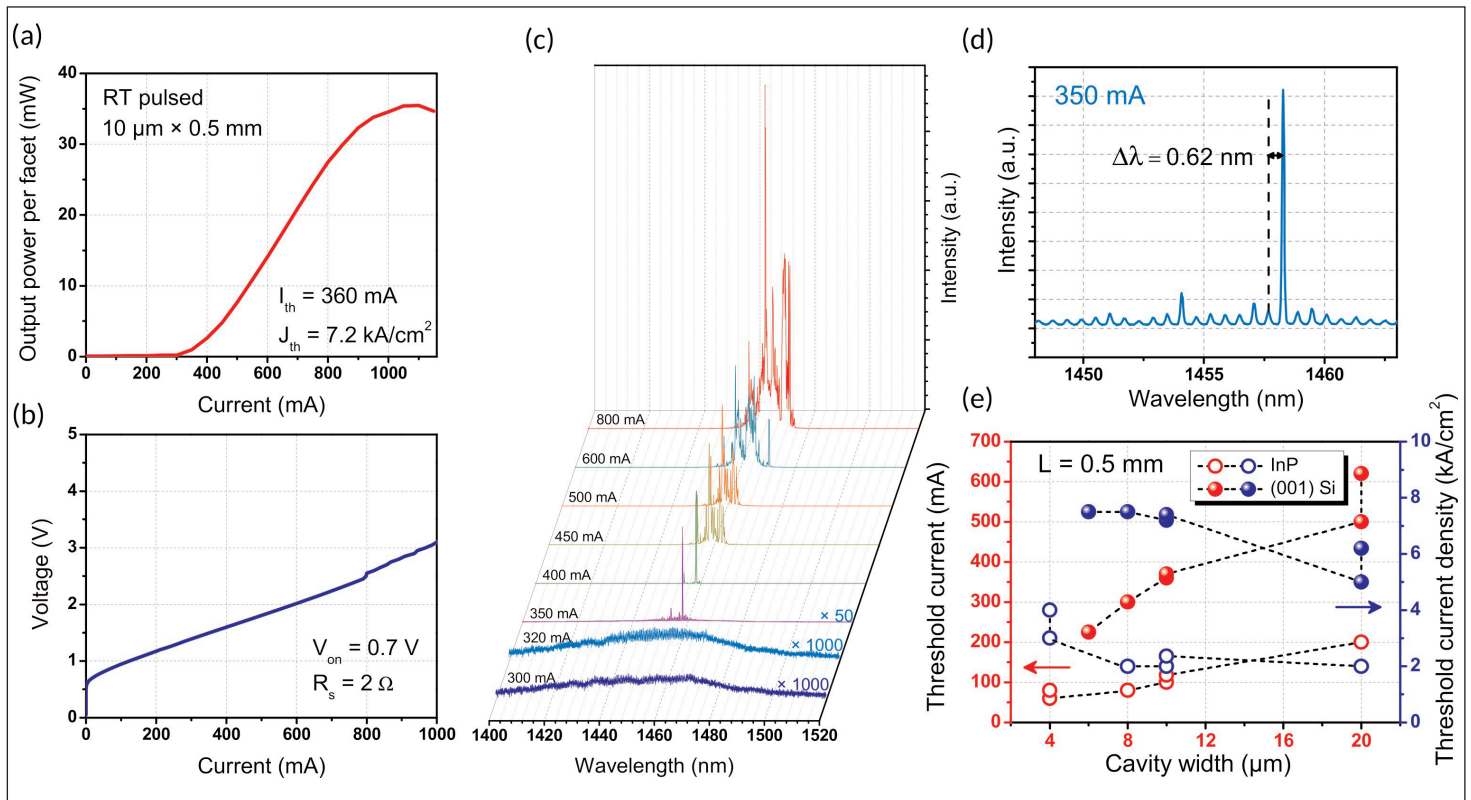 (a)
Output power per facet (mW)
40
30
20
10
0
RT pulsed
10 µm × 0.5 mm
I_th = 360 mA
J_th = 7.2 kA/cm²
0 200 400 600 800 1000
Current (mA)
(b)
Voltage (V)
5
4
3
2
1
0
V_on = 0.7 V
R_s = 2 Ω
0 200 400 600 800 1000
Current (mA)
(c)
Intensity (a.u.)
800 mA
600 mA
500 mA
450 mA
400 mA
350 mA
× 50
320 mA
× 1000
300 mA
× 1000
1400 1420 1440 1460 1480 1500 1520
Wavelength (nm)
(d)
Intensity (a.u.)
350 mA
Δλ = 0.62 nm
1450 1455 1460
Wavelength (nm)
(e)
Threshold current (mA)
700
600
500
400
300
200
100
0
L = 0.5 mm
InP
(001) Si
10
8
6
4
2
0
Threshold current density (kA/cm²)
4 8 12 16 20
Cavity width (µm)